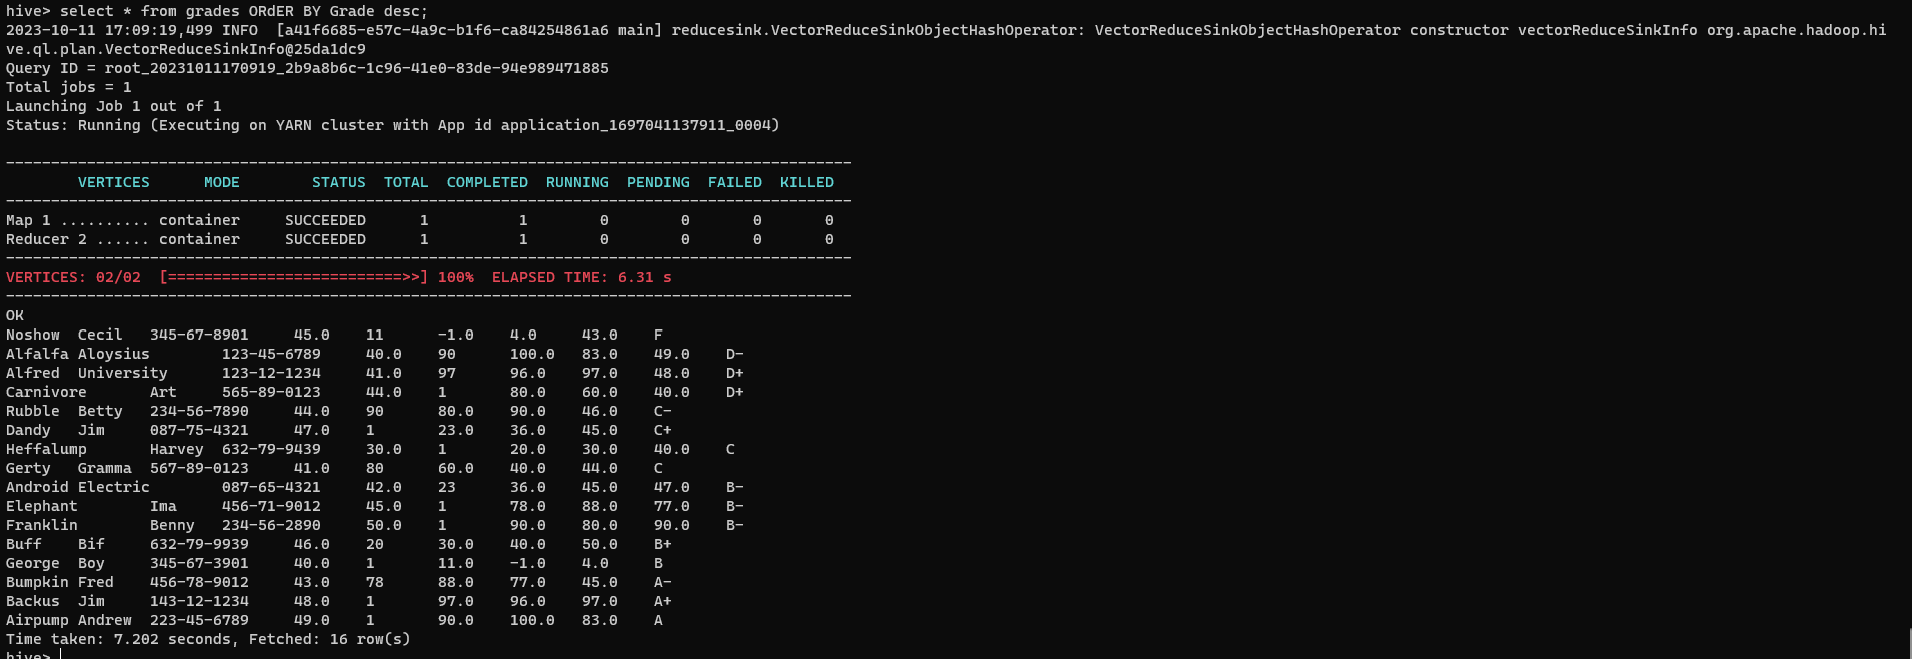 hive> select * from grades ORdER BY Grade desc;
2023-10-11 17:09:19,499 INFO  [a41f6685-e57c-4a9c-b1f6-ca84254861a6 main] reducesink.VectorReduceSinkObjectHashOperator: VectorReduceSinkObjectHashOperator constructor vectorReduceSinkInfo org.apache.hadoop.hi
ve.ql.plan.VectorReduceSinkInfo@25da1dc9
Query ID = root_20231011170919_2b9a8b6c-1c96-41e0-83de-94e989471885
Total jobs = 1
Launching Job 1 out of 1
Status: Running (Executing on YARN cluster with App id application_1697041137911_0004)
----------------------------------------------------------------------------------------------
        VERTICES      MODE        STATUS  TOTAL  COMPLETED  RUNNING  PENDING  FAILED  KILLED
----------------------------------------------------------------------------------------------
Map 1 .......... container     SUCCEEDED      1          1        0        0       0       0
Reducer 2 ...... container     SUCCEEDED      1          1        0        0       0       0
----------------------------------------------------------------------------------------------
VERTICES: 02/02  [==========================>>] 100%  ELAPSED TIME: 6.31 s
----------------------------------------------------------------------------------------------
OK
Noshow  Cecil   345-67-8901     45.0    11      -1.0    4.0     43.0    F
Alfalfa Aloysius        123-45-6789     40.0    90      100.0   83.0    49.0    D-
Alfred  University      123-12-1234     41.0    97      96.0    97.0    48.0    D+
Carnivore       Art     565-89-0123     44.0    1       80.0    60.0    40.0    D+
Rubble  Betty   234-56-7890     44.0    90      80.0    90.0    46.0    C-
Dandy   Jim     087-75-4321     47.0    1       23.0    36.0    45.0    C+
Heffalump       Harvey  632-79-9439     30.0    1       20.0    30.0    40.0    C
Gerty   Gramma  567-89-0123     41.0    80      60.0    40.0    44.0    C
Android Electric        087-65-4321     42.0    23      36.0    45.0    47.0    B-
Elephant        Ima     456-71-9012     45.0    1       78.0    88.0    77.0    B-
Franklin        Benny   234-56-2890     50.0    1       90.0    80.0    90.0    B-
Buff    Bif     632-79-9939     46.0    20      30.0    40.0    50.0    B+
George  Boy     345-67-3901     40.0    1       11.0    -1.0    4.0     B
Bumpkin Fred    456-78-9012     43.0    78      88.0    77.0    45.0    A-
Backus  Jim     143-12-1234     48.0    1       97.0    96.0    97.0    A+
Airpump Andrew  223-45-6789     49.0    1       90.0    100.0   83.0    A
Time taken: 7.202 seconds, Fetched: 16 row(s)
hive>